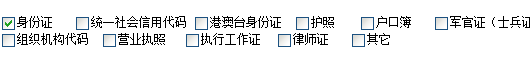 身份证 统一社会信用代码 港澳台身份证 护照 户口簿 军官证（士兵证
组织机构代码 营业执照 执行工作证 律师证 其它